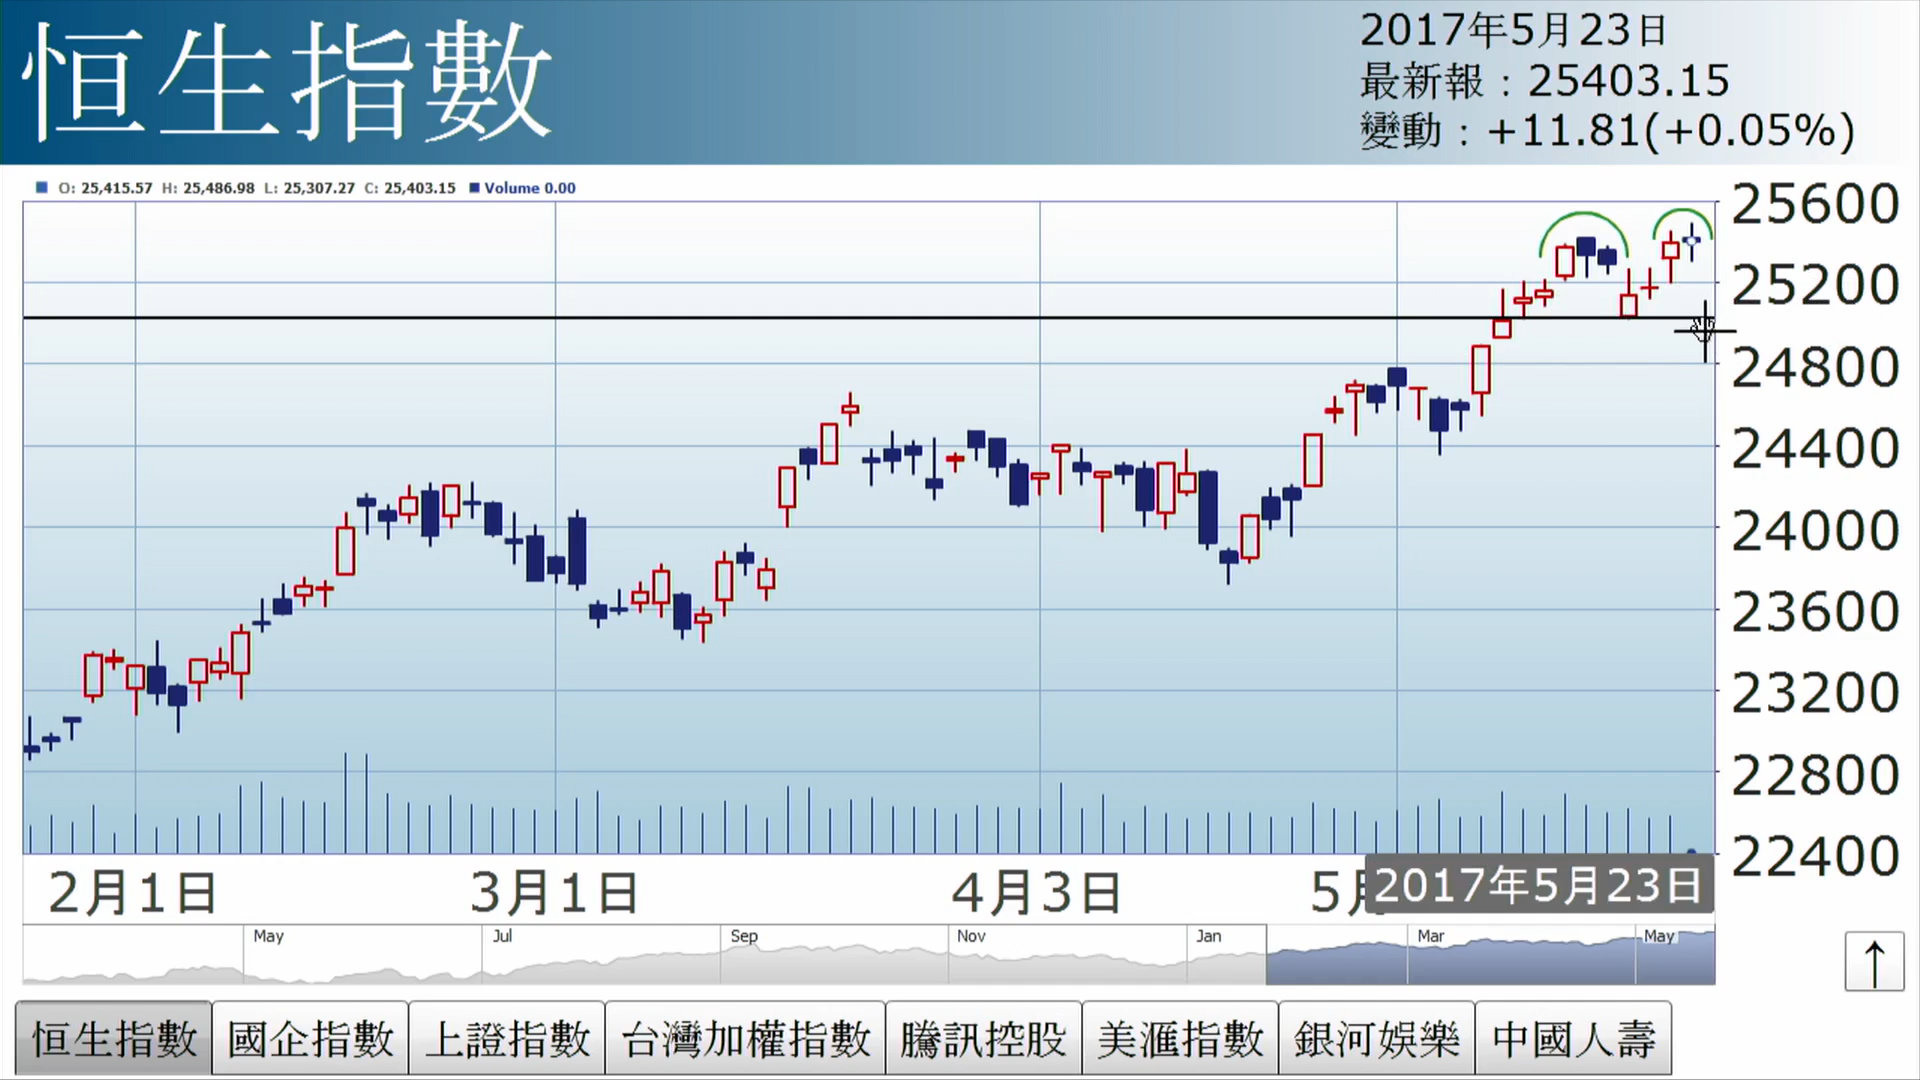 恒生指數
2017年5月23日
最新報：25403.15
變動：+11.81(+0.05%)
O: 25,415.57 H: 25,486.98 L: 25,307.27 C: 25,403.15 Volume 0.00
25600
25200
24800
24400
24000
23600
23200
22800
22400
2月1日 3月1日 4月3日 5月 2017年5月23日
May Jul Sep Nov Jan Mar May
↑
恒生指數 國企指數 上證指數 台灣加權指數 騰訊控股 美滙指數 銀河娛樂 中國人壽